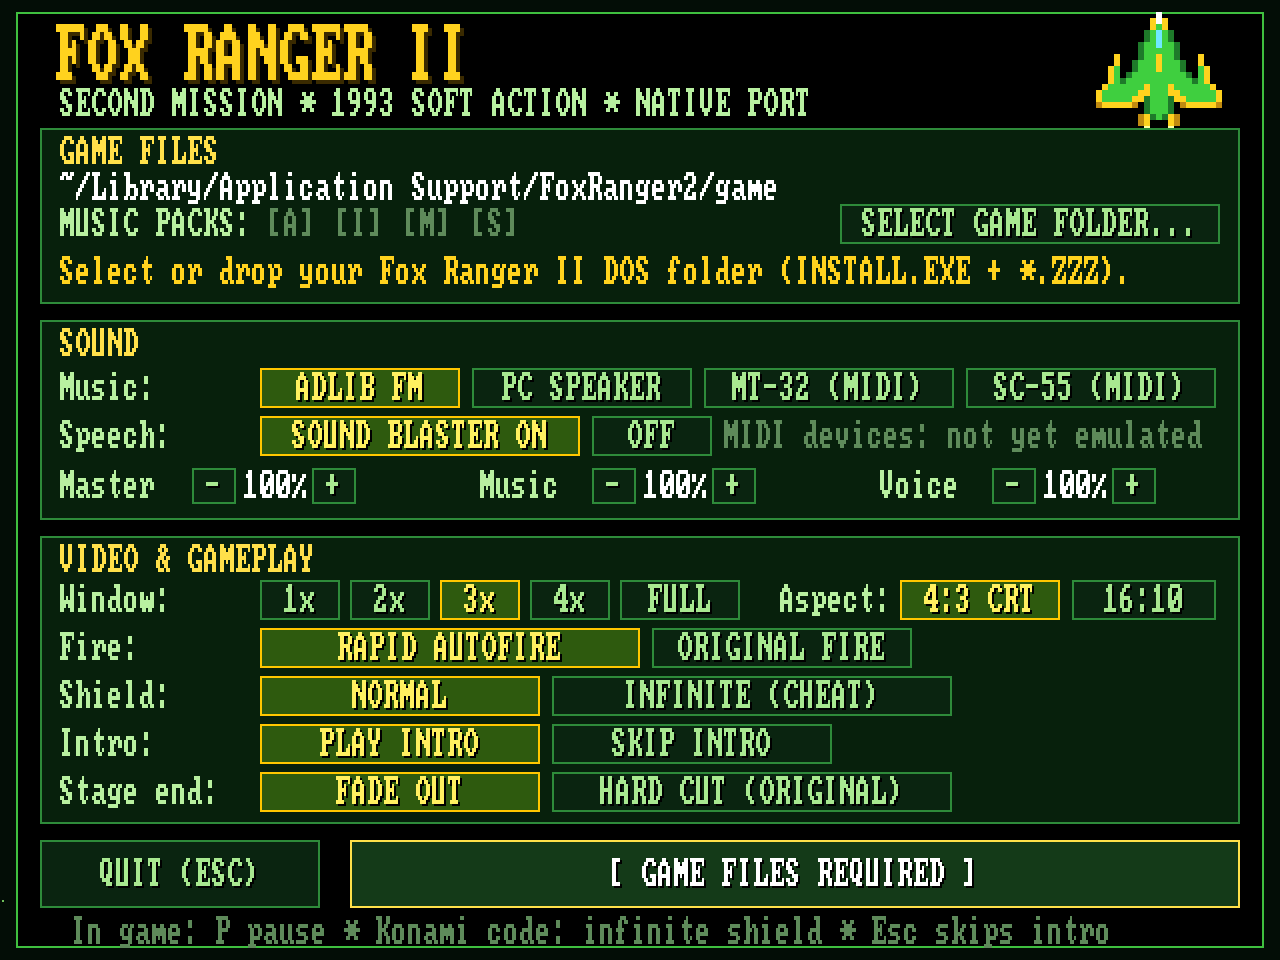 FOX RANGER II
SECOND MISSION * 1993 SOFT ACTION * NATIVE PORT
GAME FILES
~/Library/Application Support/FoxRanger2/game
MUSIC PACKS: [A] [I] [M] [S] SELECT GAME FOLDER...
Select or drop your Fox Ranger II DOS folder (INSTALL.EXE + *.ZZZ).
SOUND
Music: ADLIB FM PC SPEAKER MT-32 (MIDI) SC-55 (MIDI)
Speech: SOUND BLASTER ON OFF MIDI devices: not yet emulated
Master - 100% + Music - 100% + Voice - 100% +
VIDEO & GAMEPLAY
Window: 1x 2x 3x 4x FULL Aspect: 4:3 CRT 16:10
Fire: RAPID AUTOFIRE ORIGINAL FIRE
Shield: NORMAL INFINITE (CHEAT)
Intro: PLAY INTRO SKIP INTRO
Stage end: FADE OUT HARD CUT (ORIGINAL)
QUIT (ESC) [ GAME FILES REQUIRED ]
In game: P pause * Konami code: infinite shield * Esc skips intro